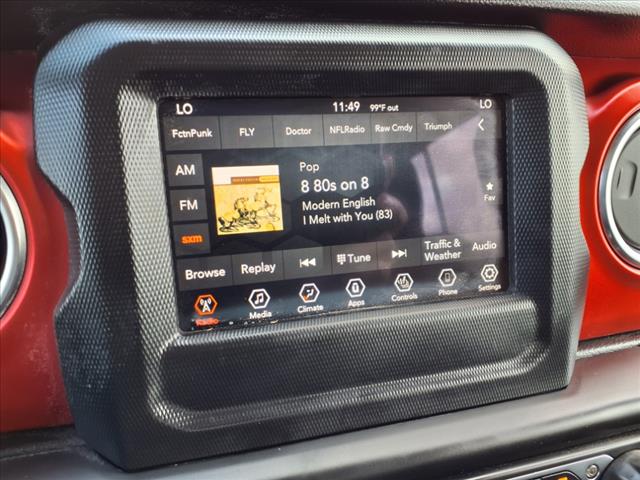 LO 11:49 99°F out LO
FctnPunk FLY Doctor NFLRadio Raw Cmdy Triumph
AM
Pop
8 80s on 8
FM
Modern English
I Melt with You (83)
Fav
sxm
Browse Replay Tune Traffic & Weather Audio
Radio Media Climate Apps Controls Phone Settings